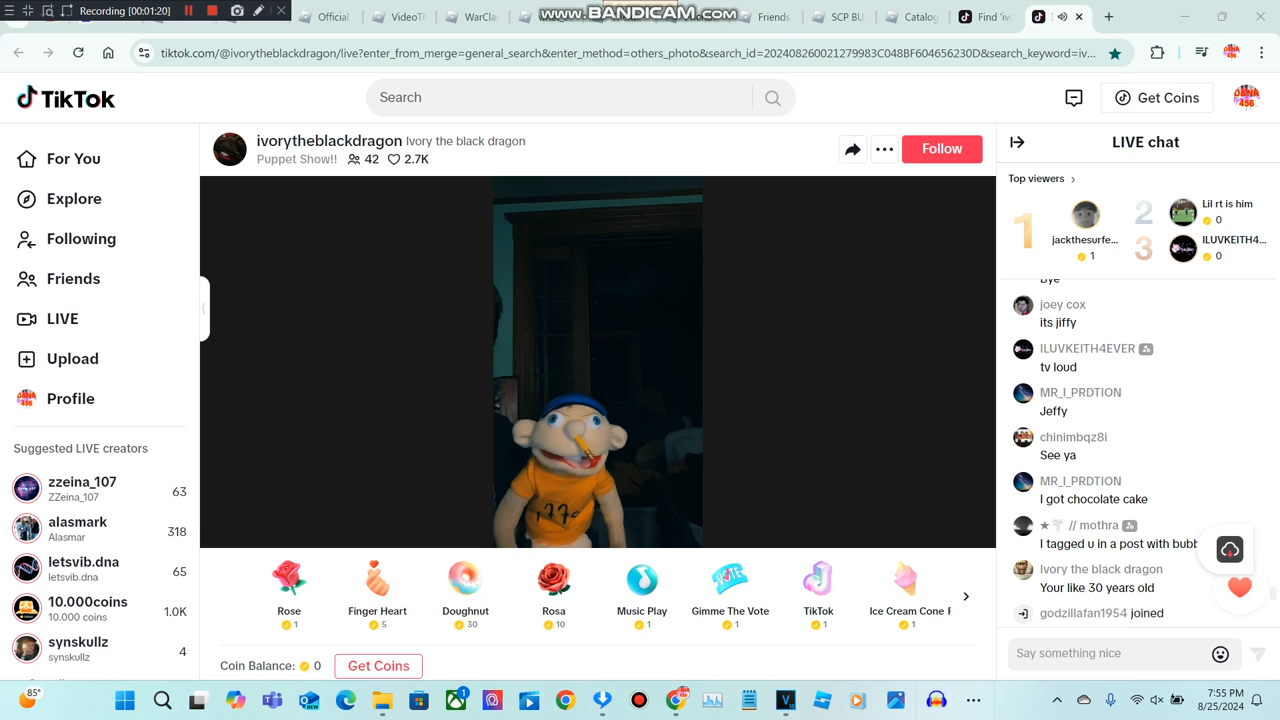 Recording [00:01:20]
Official
VideoT
WarCla
www.BANDICAM.com
Friends
SCP BU
Catalog
Find 'iv
tiktok.com/@ivorytheblackdragon/live?enter_from_merge=general_search&enter_method=others_photo&search_id=202408260021279983C048BF604656230D&search_keyword=iv...
TikTok
Search
Get Coins
For You
Explore
Following
Friends
LIVE
Upload
Profile
Suggested LIVE creators
zzeina_107
ZZeina_107
63
alasmark
Alasmar
318
letsvib.dna
letsvib.dna
65
10.000coins
10.000 coins
1.0K
synskullz
synskullz
4
ivorytheblackdragon Ivory the black dragon
Puppet Show!! 42 2.7K
Follow
Rose
1
Finger Heart
5
Doughnut
30
Rosa
10
Music Play
1
Gimme The Vote
1
TikTok
1
Ice Cream Cone F
1
Coin Balance: 0 Get Coins
LIVE chat
Top viewers
1
jackthesurfe...
1
2
Lil rt is him
0
3
ILUVKEITH4...
0
Bye
joey cox
its jiffy
ILUVKEITH4EVER
tv loud
MR_I_PRDTION
Jeffy
chinimbqz8i
See ya
MR_I_PRDTION
I got chocolate cake
// mothra
I tagged u in a post with bubb
Ivory the black dragon
Your like 30 years old
godzillafan1954 joined
Say something nice
85°
7:55 PM
8/25/2024